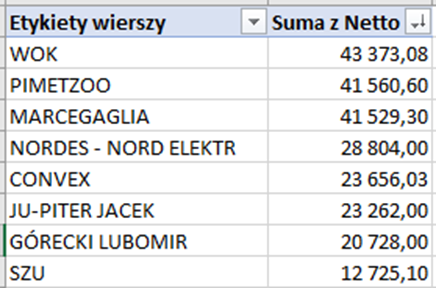 Etykiety wierszy Suma z Netto
WOK 43 373,08
PIMETZOO 41 560,60
MARCEGAGLIA 41 529,30
NORDES - NORD ELEKTR 28 804,00
CONVEX 23 656,03
JU-PITER JACEK 23 262,00
GÓRECKI LUBOMIR 20 728,00
SZU 12 725,10